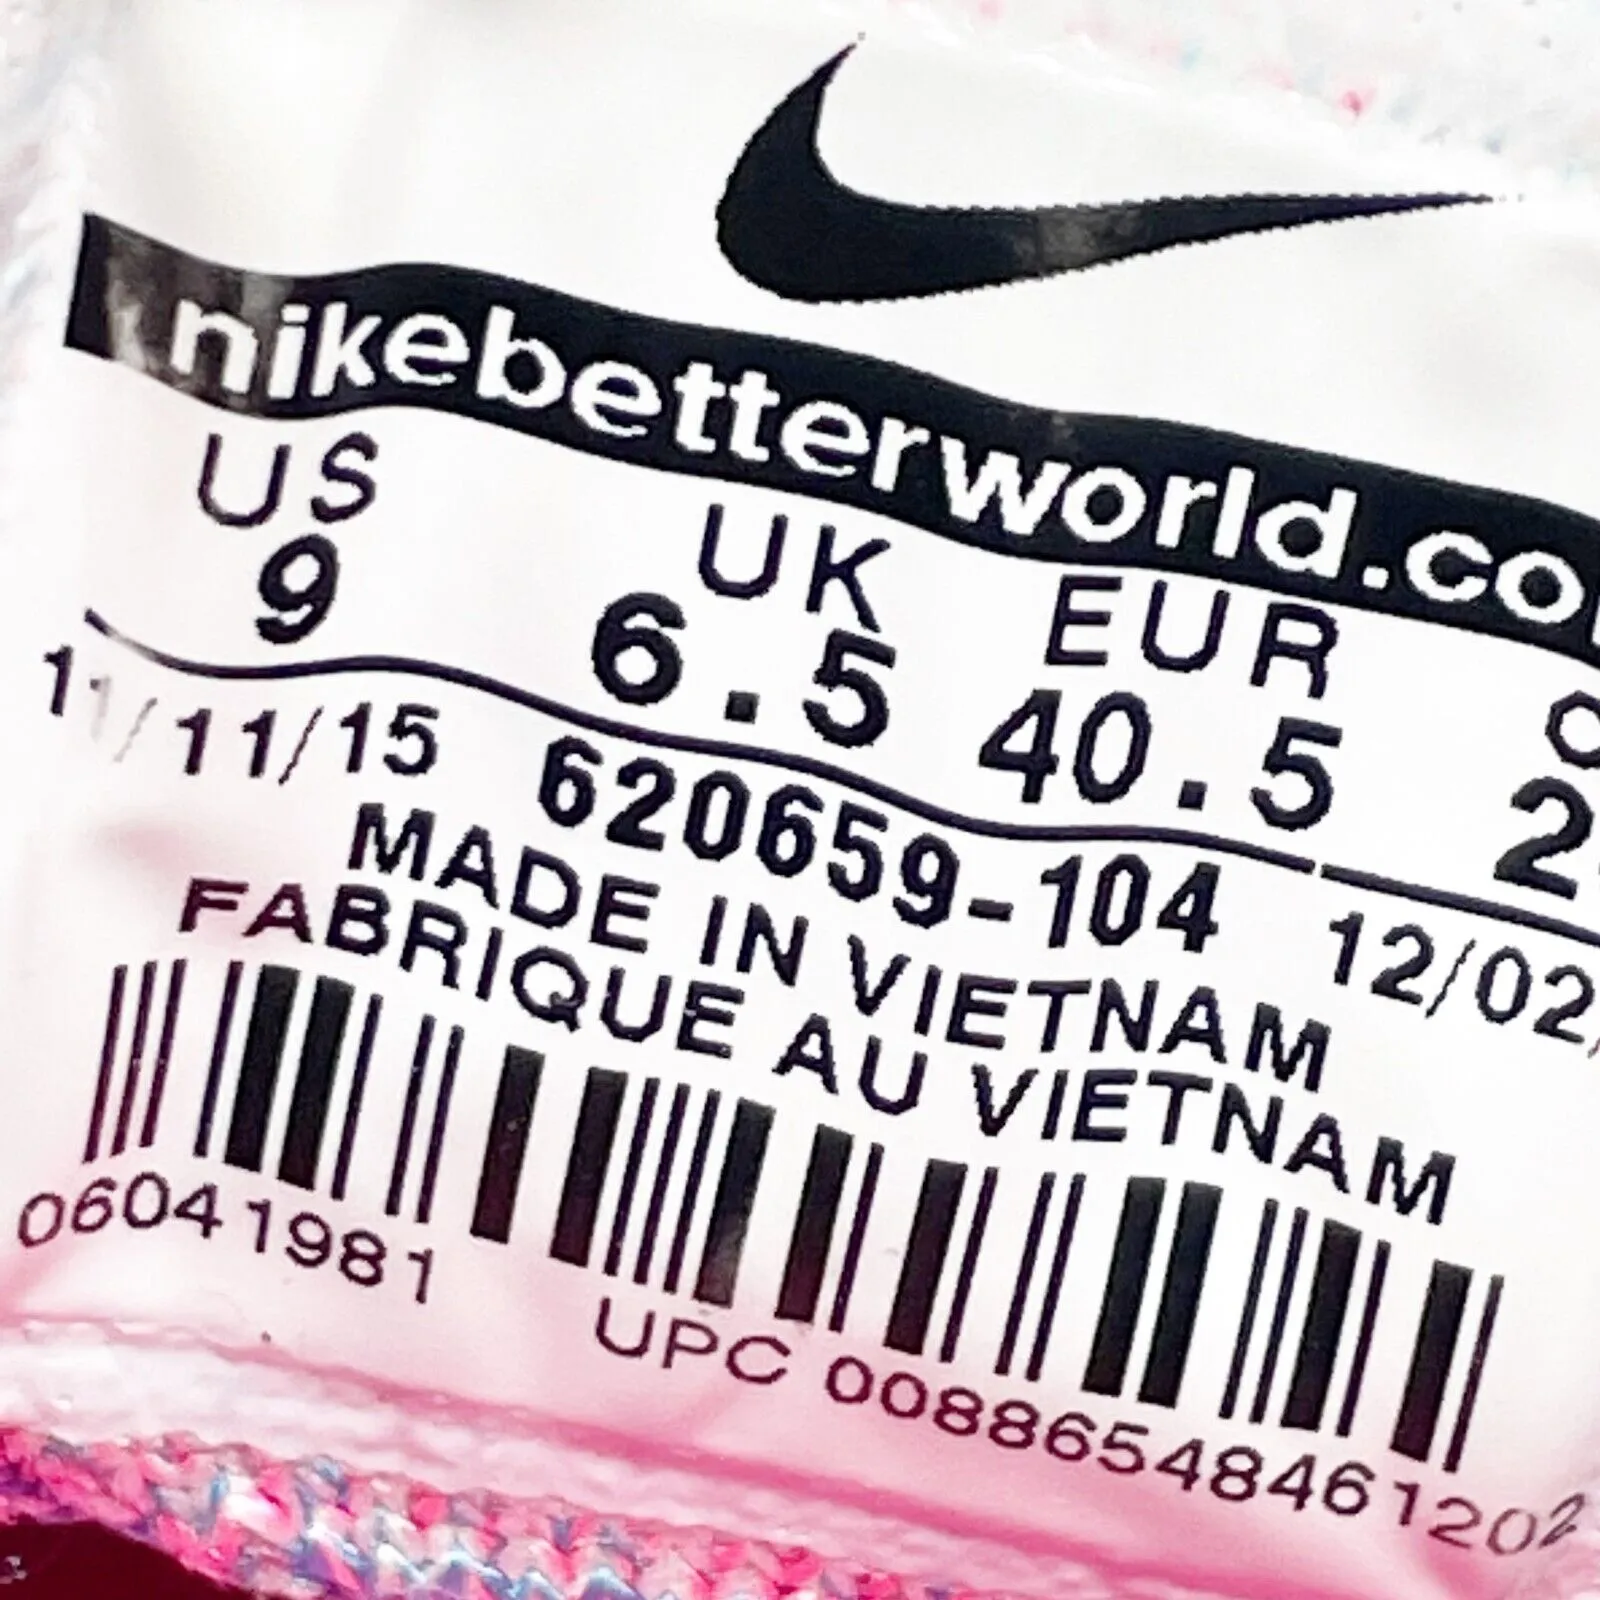 nikebetterworld.co
US UK EUR
9 6.5 40.5 2
11/11/15 620659-104 12/02/
MADE IN VIETNAM
FABRIQUE AU VIETNAM
06041981
UPC 00886548461202